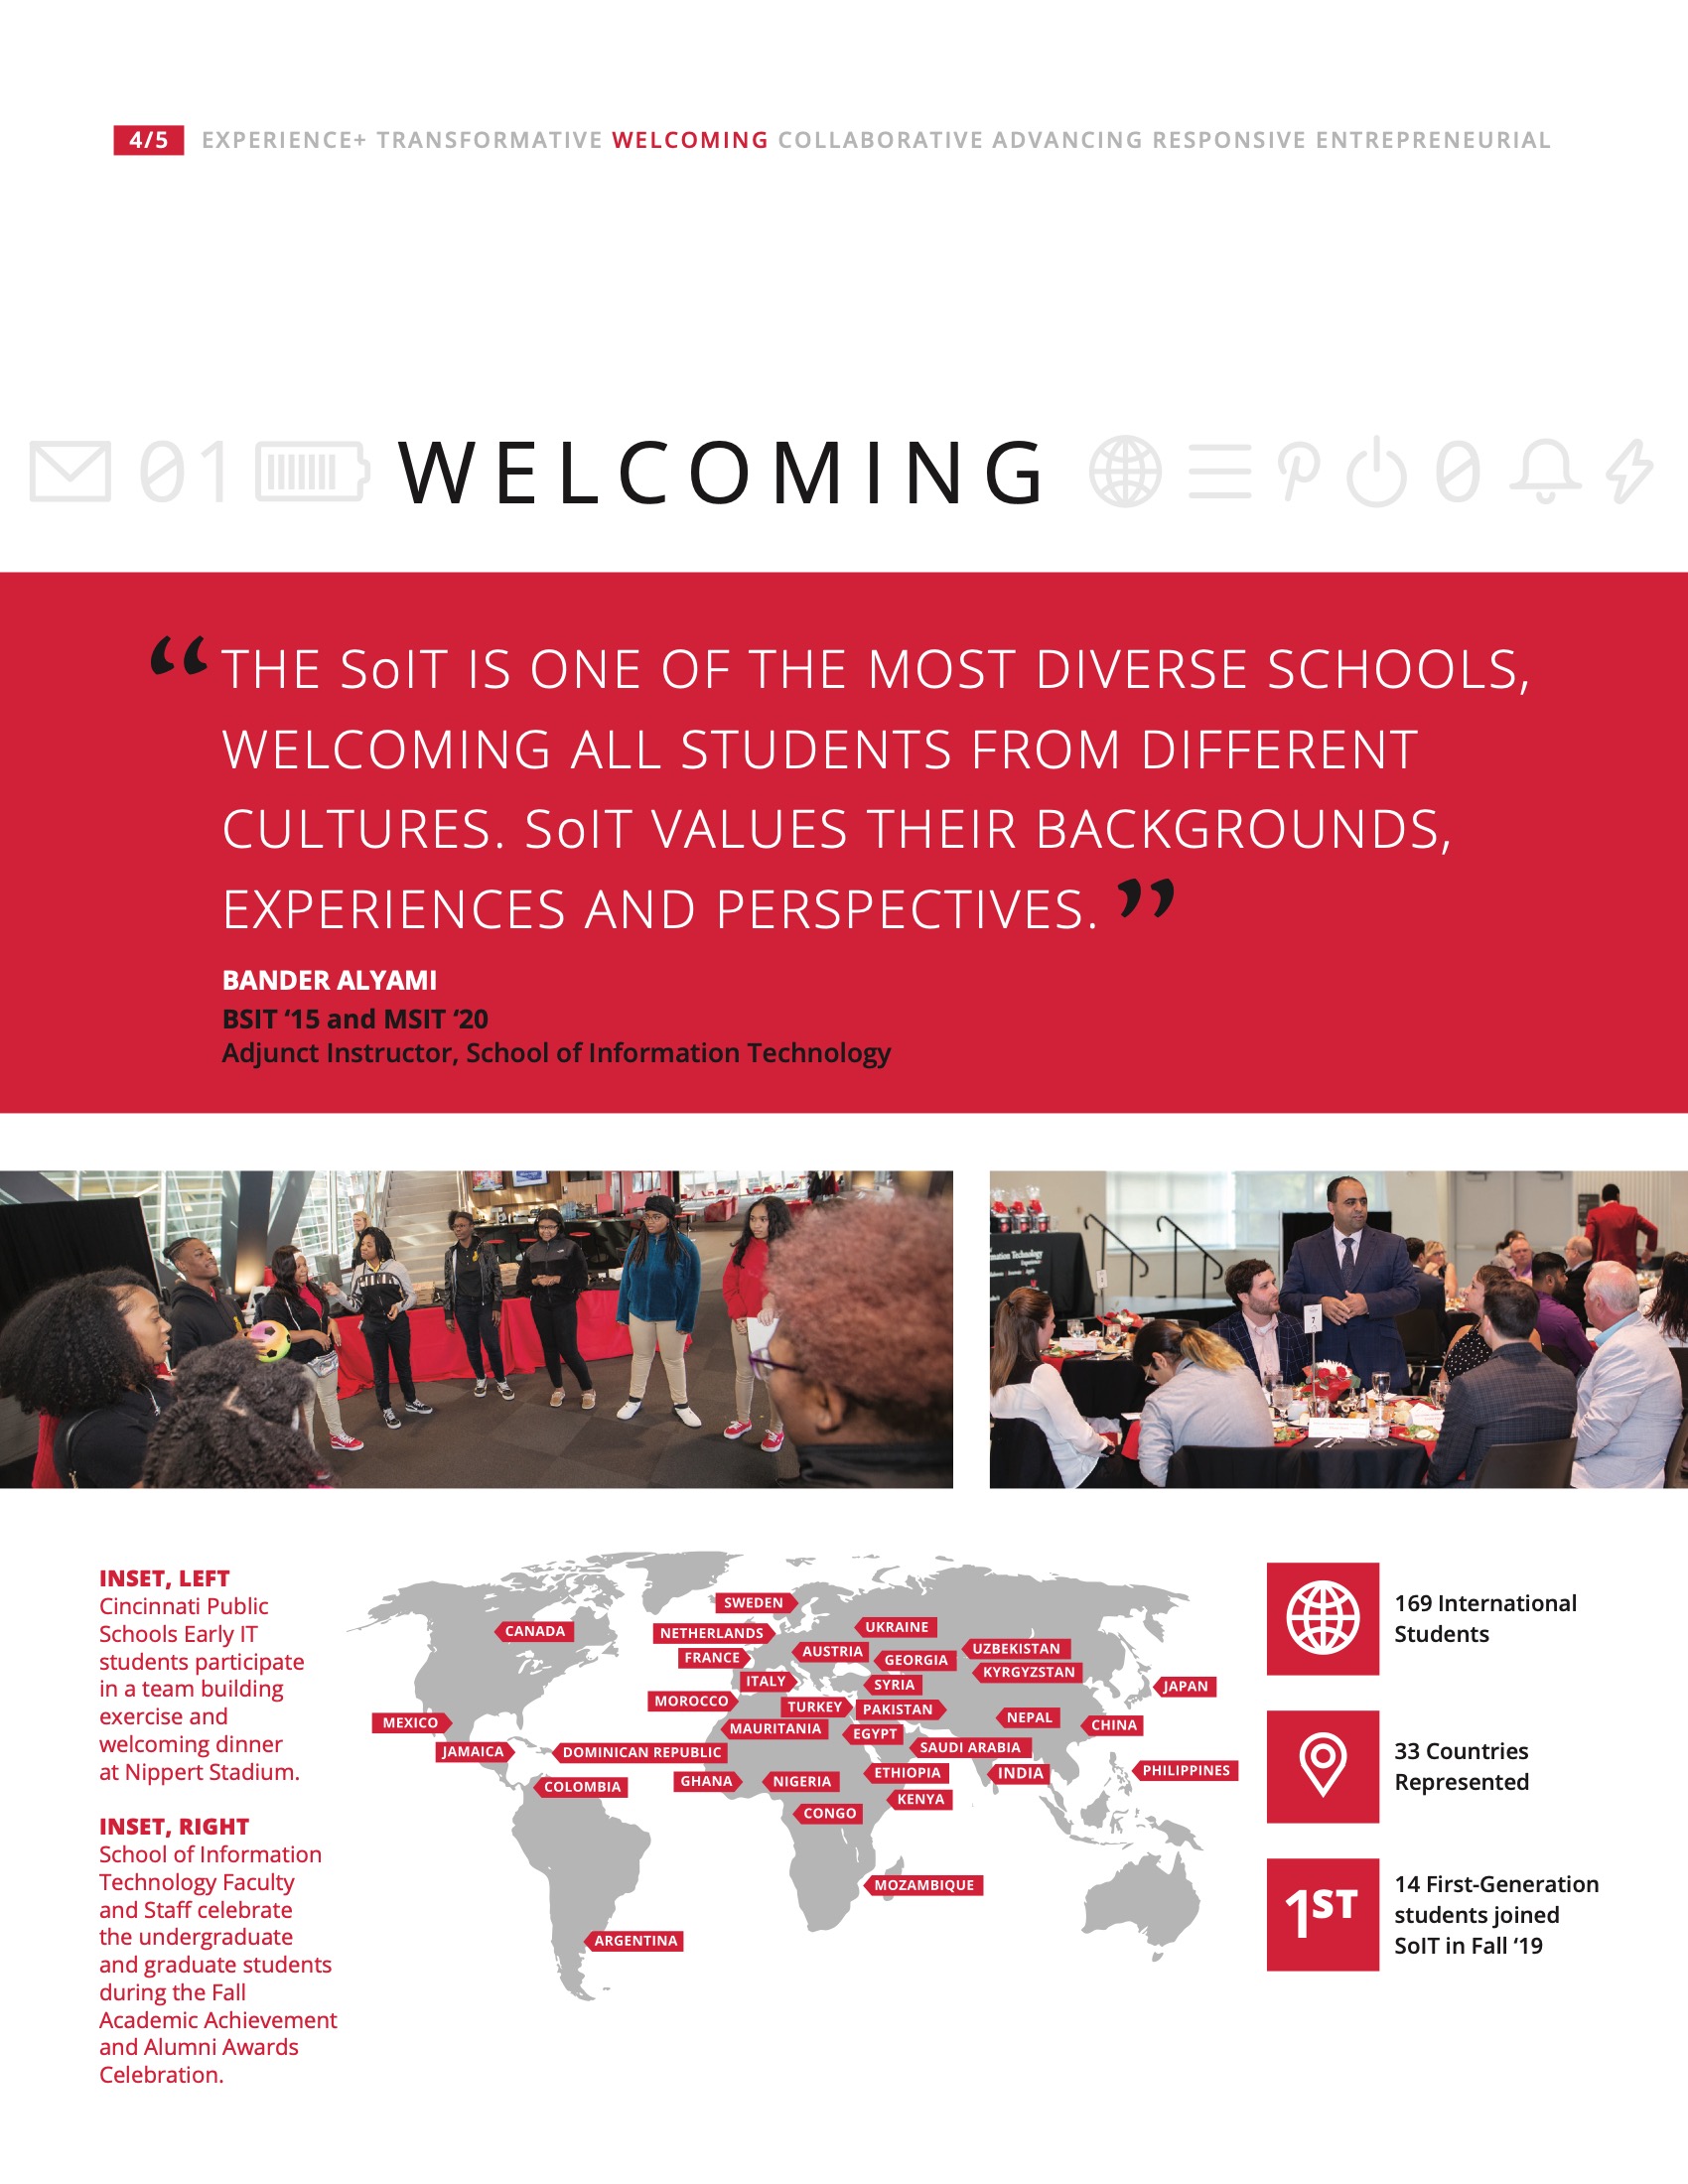 4/5 EXPERIENCE+ TRANSFORMATIVE WELCOMING COLLABORATIVE ADVANCING RESPONSIVE ENTREPRENEURIAL
01 WELCOMING 0
“THE SoIT IS ONE OF THE MOST DIVERSE SCHOOLS,
WELCOMING ALL STUDENTS FROM DIFFERENT
CULTURES. SoIT VALUES THEIR BACKGROUNDS,
EXPERIENCES AND PERSPECTIVES.”
BANDER ALYAMI
BSIT ‘15 and MSIT ‘20
Adjunct Instructor, School of Information Technology
Technology
7
INSET, LEFT
Cincinnati Public
Schools Early IT
students participate
in a team building
exercise and
welcoming dinner
at Nippert Stadium.
INSET, RIGHT
School of Information
Technology Faculty
and Staff celebrate
the undergraduate
and graduate students
during the Fall
Academic Achievement
and Alumni Awards
Celebration.
SWEDEN
CANADA
NETHERLANDS
UKRAINE
FRANCE
AUSTRIA
GEORGIA
UZBEKISTAN
KYRGYZSTAN
ITALY
SYRIA
JAPAN
MOROCCO
TURKEY
PAKISTAN
NEPAL
MEXICO
MAURITANIA
EGYPT
CHINA
JAMAICA
DOMINICAN REPUBLIC
SAUDI ARABIA
COLOMBIA
GHANA
NIGERIA
ETHIOPIA
INDIA
PHILIPPINES
KENYA
CONGO
MOZAMBIQUE
ARGENTINA
169 International
Students
33 Countries
Represented
1ST
14 First-Generation
students joined
SoIT in Fall ‘19